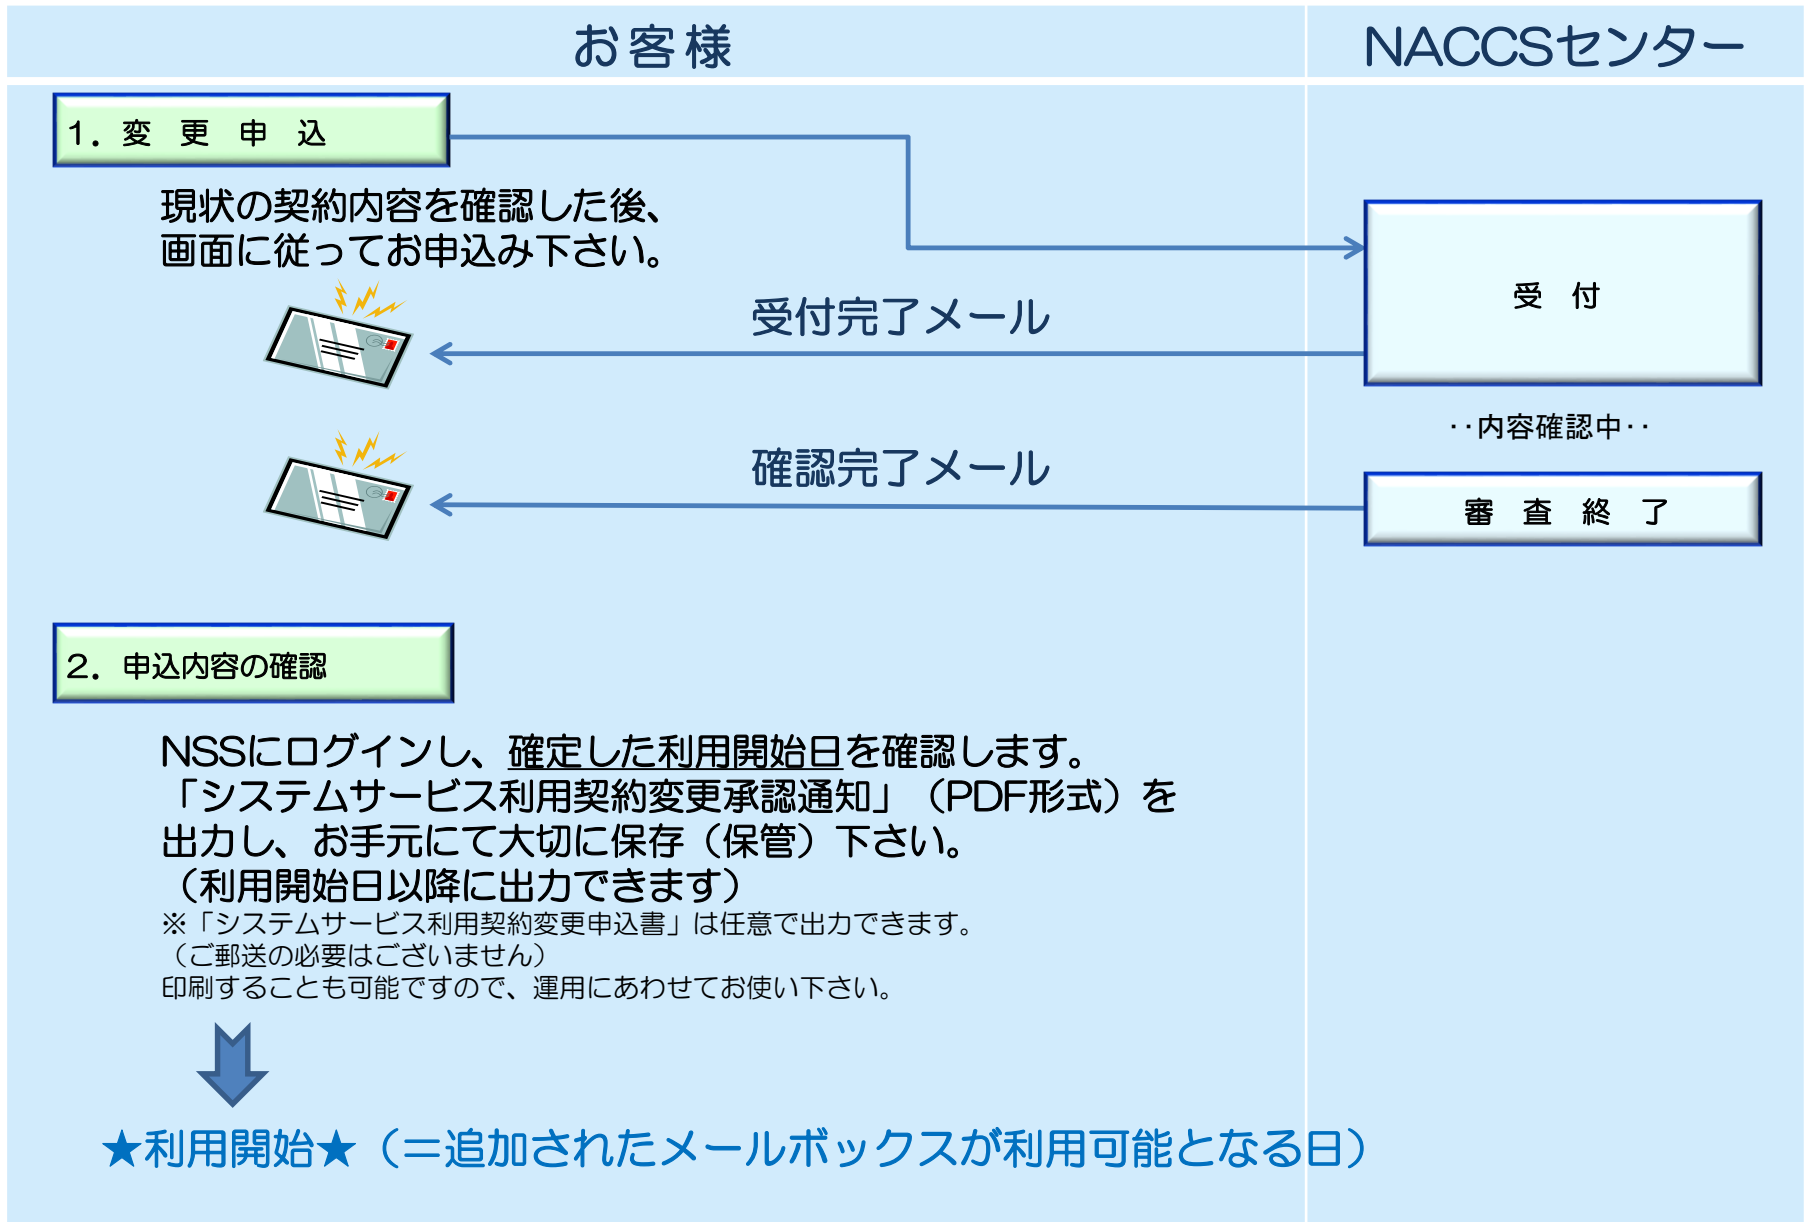 お客様
NACCSセンター
１．変　更　申　込
現状の契約内容を確認した後、
画面に従ってお申込み下さい。
受　付
受付完了メール
‥内容確認中‥
確認完了メール
審　査　終　了
２．申込内容の確認
NSSにログインし、確定した利用開始日を確認します。
「システムサービス利用契約変更承認通知」（PDF形式）を
出力し、お手元にて大切に保存（保管）下さい。
（利用開始日以降に出力できます）
※「システムサービス利用契約変更申込書」は任意で出力できます。
（ご郵送の必要はございません）
印刷することも可能ですので、運用にあわせてお使い下さい。
★利用開始★（＝追加されたメールボックスが利用可能となる日）